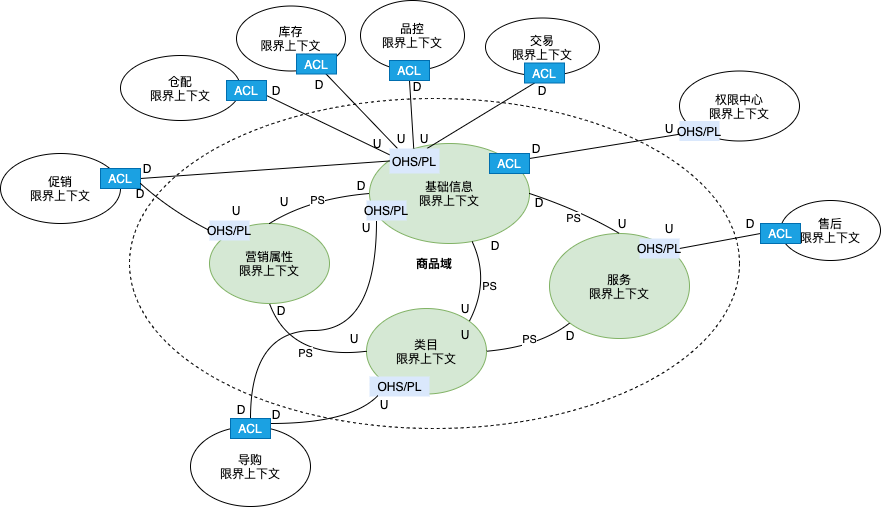 库存
限界上下文
ACL
D
品控
限界上下文
ACL
D
交易
限界上下文
ACL
D
仓配
限界上下文
ACL
D
权限中心
限界上下文
U
OHS/PL
U
U
U
OHS/PL
D
ACL
促销
限界上下文
ACL
D
D
基础信息
限界上下文
OHS/PL
U
D
PS
U
U
OHS/PL
营销属性
限界上下文
D
D
PS
U
U
OHS/PL
D
ACL
售后
限界上下文
D
商品域
PS
服务
限界上下文
U
U
D
PS
U
类目
限界上下文
PS
D
OHS/PL
U
D
D
ACL
导购
限界上下文